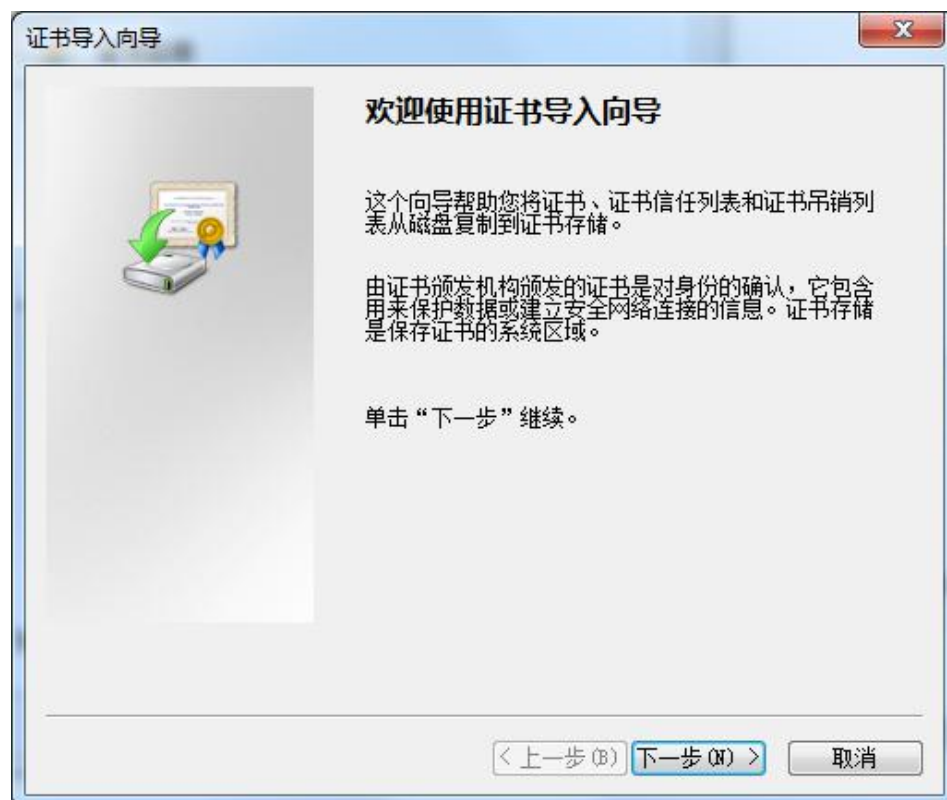 证书导入向导
X
欢迎使用证书导入向导
这个向导帮助您将证书、证书信任列表和证书吊销列
表从磁盘复制到证书存储。
由证书颁发机构颁发的证书是对身份的确认，它包含
用来保护数据或建立安全网络连接的信息。证书存储
是保存证书的系统区域。
单击“下一步”继续。
< 上一步(B) 下一步(N) > 取消